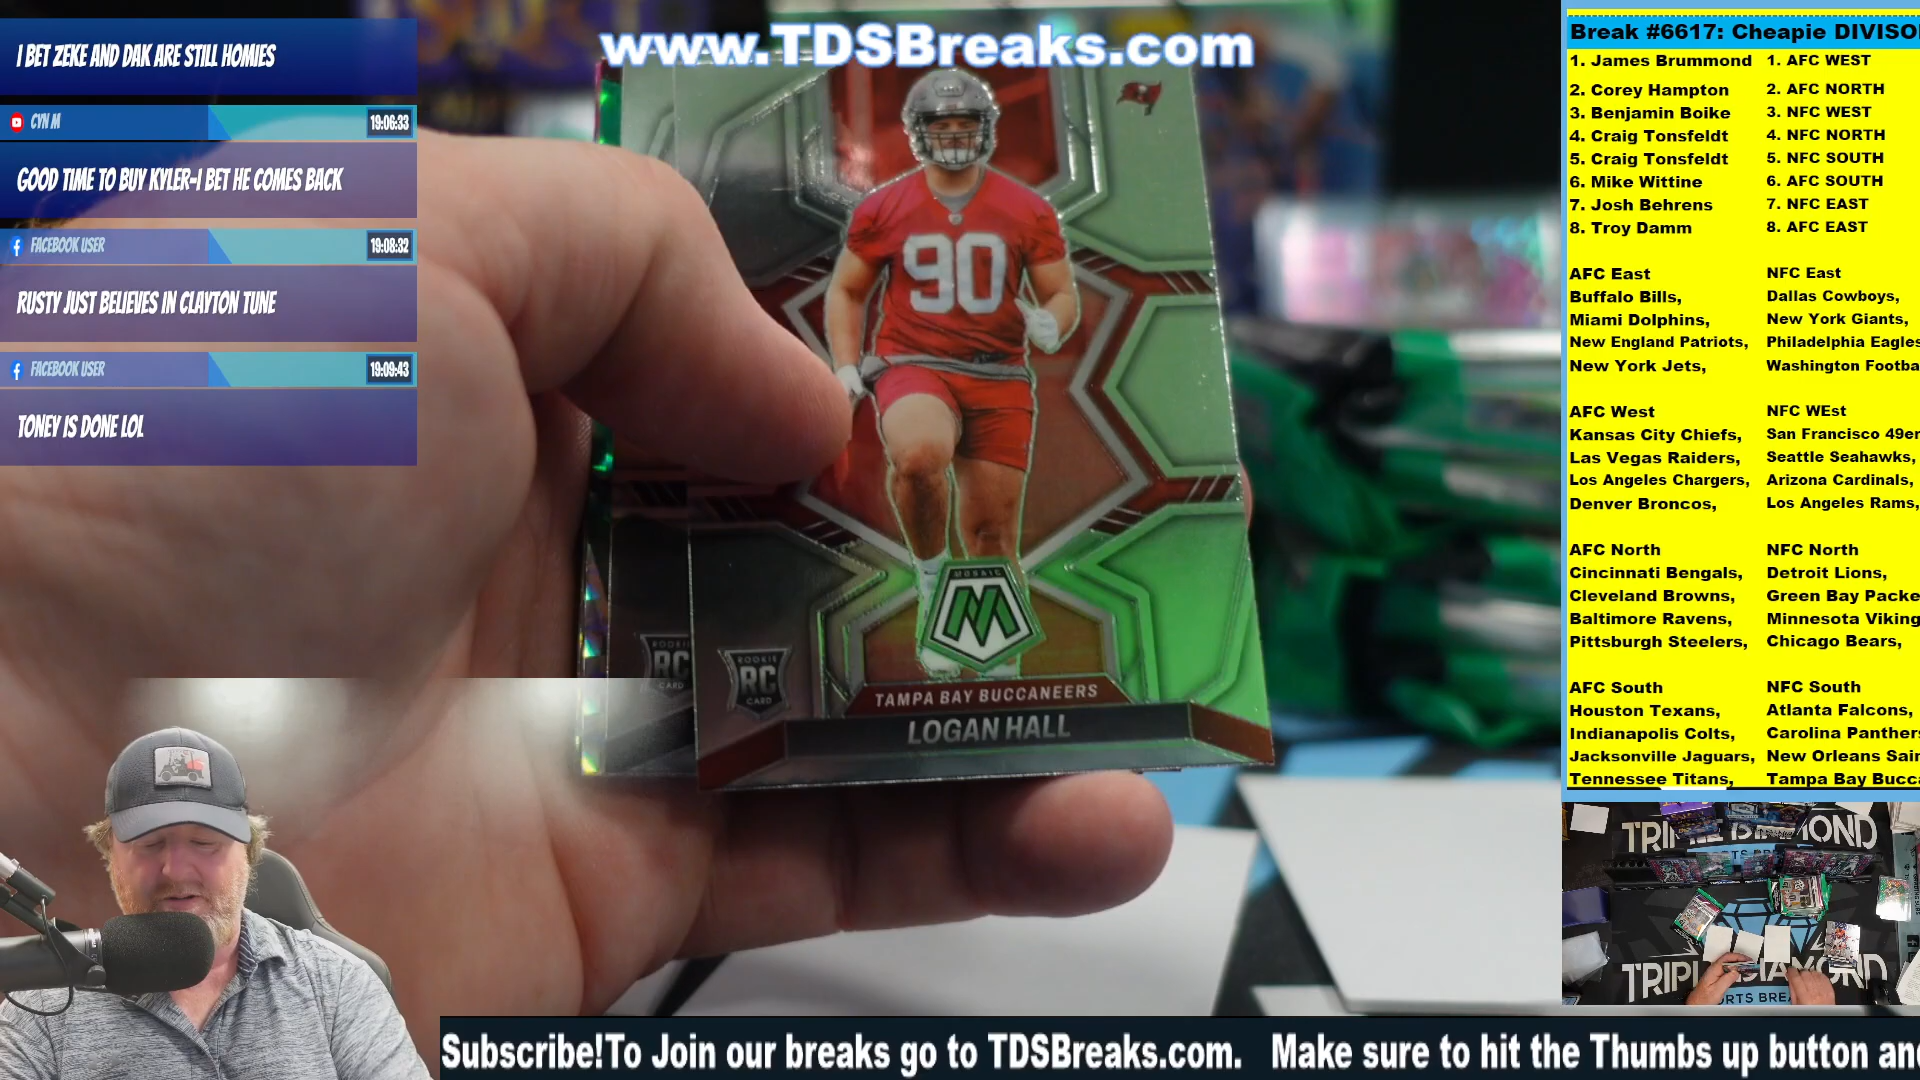 www.TDSBreaks.com
I BET ZEKE AND DAK ARE STILL HOMIES
CYN M
19:06:33
GOOD TIME TO BUY KYLER-I BET HE COMES BACK
FACEBOOK USER
19:08:32
RUSTY JUST BELIEVES IN CLAYTON TUNE
FACEBOOK USER
19:09:43
TONEY IS DONE LOL
90
MOSAIC
ROOKIE
RC
CARD
ROOKIE
RC
CARD
TAMPA BAY BUCCANEERS
LOGAN HALL
Break #6617: Cheapie DIVISO
1. James Brummond 1. AFC WEST
2. Corey Hampton 2. AFC NORTH
3. Benjamin Boike 3. NFC WEST
4. Craig Tonsfeldt 4. NFC NORTH
5. Craig Tonsfeldt 5. NFC SOUTH
6. Mike Wittine 6. AFC SOUTH
7. Josh Behrens 7. NFC EAST
8. Troy Damm 8. AFC EAST
AFC East NFC East
Buffalo Bills, Dallas Cowboys,
Miami Dolphins, New York Giants,
New England Patriots, Philadelphia Eagles
New York Jets, Washington Footba
AFC West NFC WEst
Kansas City Chiefs, San Francisco 49er
Las Vegas Raiders, Seattle Seahawks,
Los Angeles Chargers, Arizona Cardinals,
Denver Broncos, Los Angeles Rams,
AFC North NFC North
Cincinnati Bengals, Detroit Lions,
Cleveland Browns, Green Bay Packe
Baltimore Ravens, Minnesota Viking
Pittsburgh Steelers, Chicago Bears,
AFC South NFC South
Houston Texans, Atlanta Falcons,
Indianapolis Colts, Carolina Panthers
Jacksonville Jaguars, New Orleans Sain
Tennessee Titans, Tampa Bay Bucc
TRIPLE DIAMOND
TRIPLE DIAMOND
Subscribe!To Join our breaks go to TDSBreaks.com. Make sure to hit the Thumbs up button an